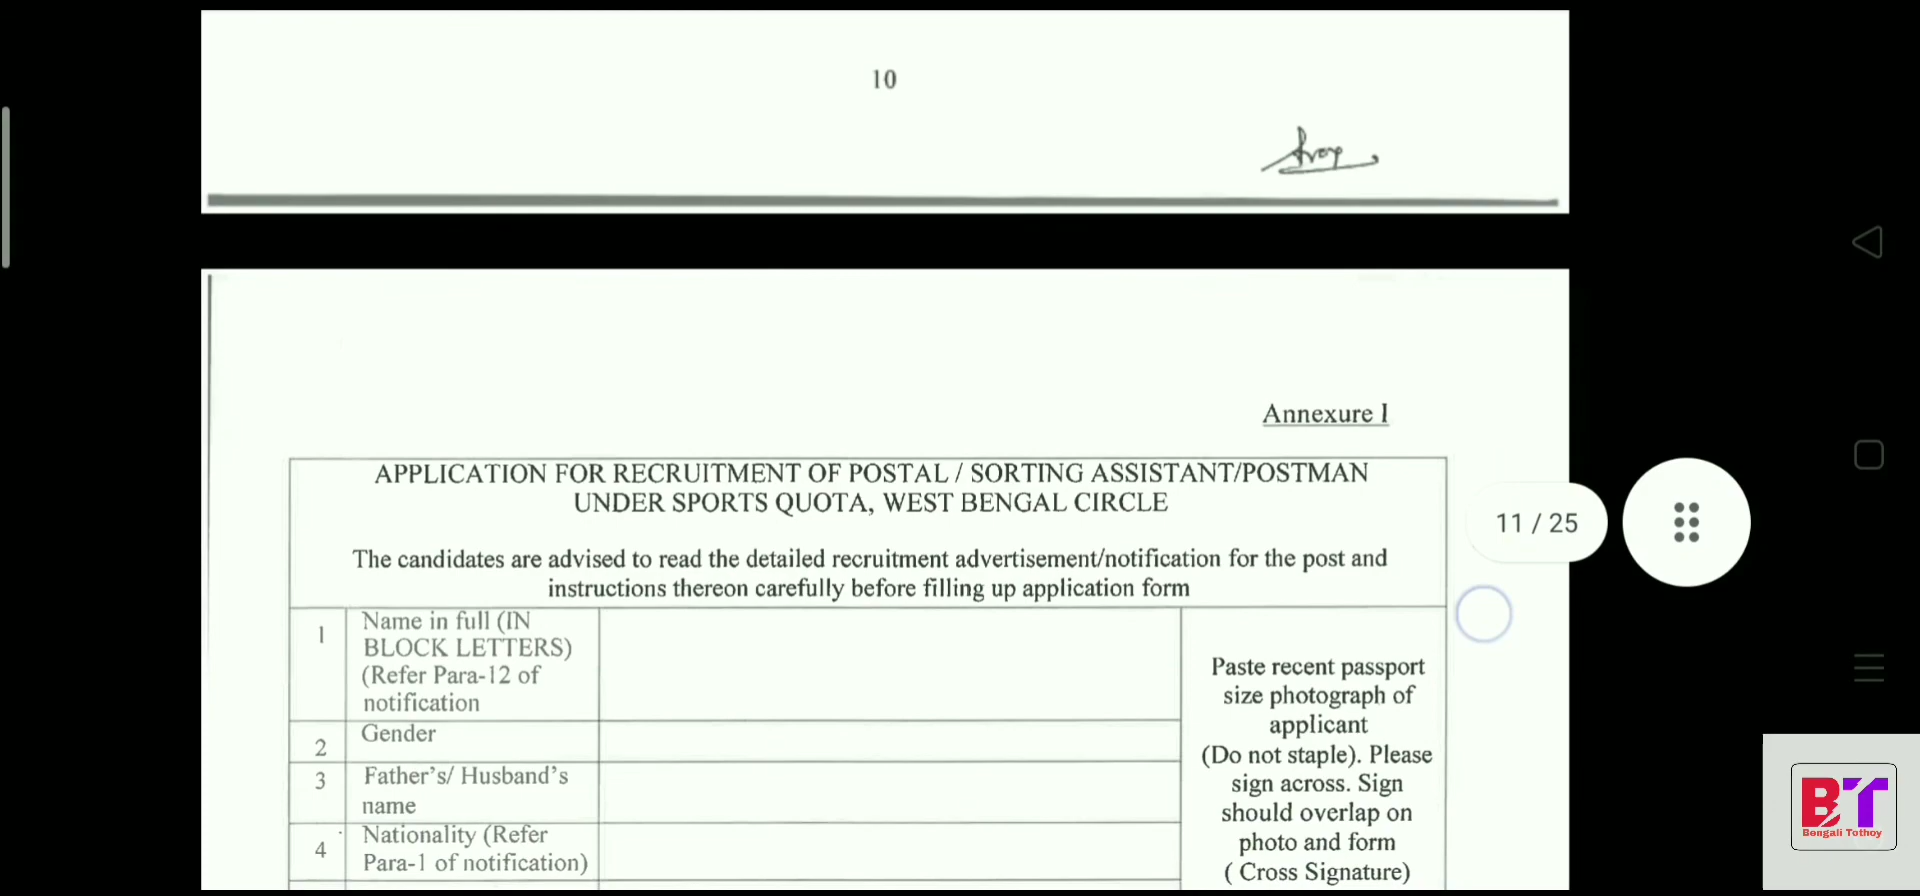 10
Annexure I
APPLICATION FOR RECRUITMENT OF POSTAL / SORTING ASSISTANT/POSTMAN
UNDER SPORTS QUOTA, WEST BENGAL CIRCLE
The candidates are advised to read the detailed recruitment advertisement/notification for the post and
instructions thereon carefully before filling up application form
1
Name in full (IN
BLOCK LETTERS)
(Refer Para-12 of
notification
2
Gender
3
Father's/ Husband's
name
4
Nationality (Refer
Para-1 of notification)
Paste recent passport
size photograph of
applicant
(Do not staple). Please
sign across. Sign
should overlap on
photo and form
( Cross Signature)
11 / 25
BT
Bengali Tothoy